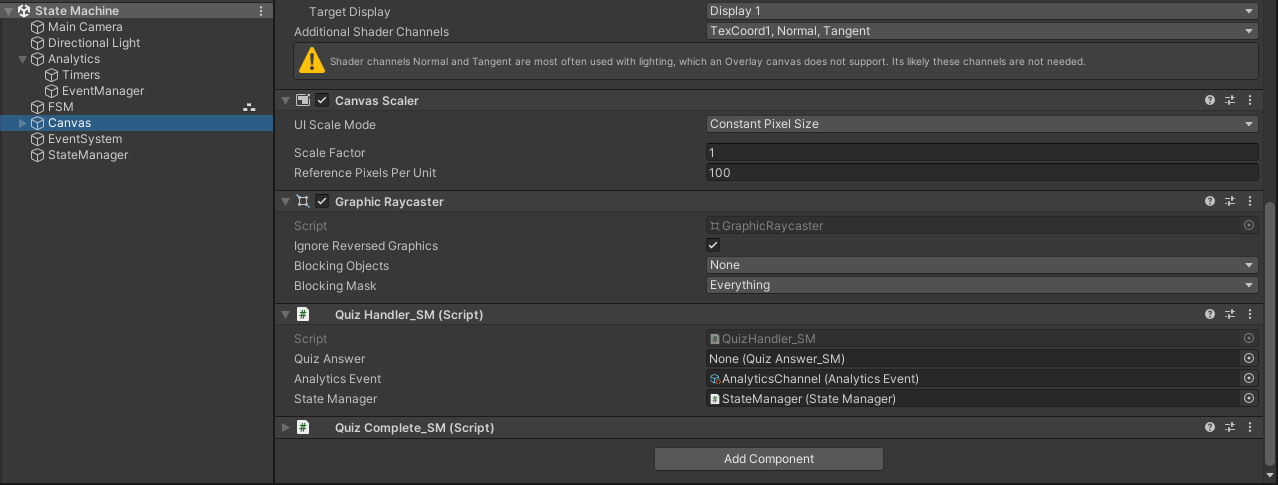 State Machine
Main Camera
Directional Light
Analytics
Timers
EventManager
FSM
Canvas
EventSystem
StateManager
Target Display Display 1
Additional Shader Channels TexCoord1, Normal, Tangent
Shader channels Normal and Tangent are most often used with lighting, which an Overlay canvas does not support. Its likely these channels are not needed.
Canvas Scaler
UI Scale Mode Constant Pixel Size
Scale Factor 1
Reference Pixels Per Unit 100
Graphic Raycaster
Script GraphicRaycaster
Ignore Reversed Graphics
Blocking Objects None
Blocking Mask Everything
# Quiz Handler_SM (Script)
Script # QuizHandler_SM
Quiz Answer None (Quiz Answer_SM)
Analytics Event AnalyticsChannel (Analytics Event)
State Manager # StateManager (State Manager)
# Quiz Complete_SM (Script)
Add Component